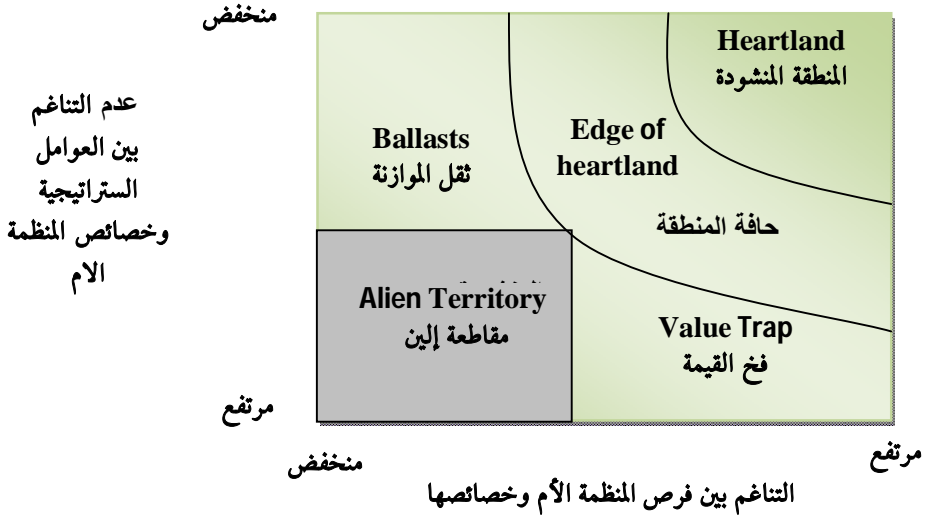 منخفض
Heartland
المنطقة المنشودة
عدم التناغم
بين العوامل
الستراتيجية
وخصائص المنظمة
الام
Ballasts
ثقل الموازنة
Edge of
heartland
حافة المنطقة
Alien Territory
مقاطعة إلين
Value Trap
فخ القيمة
مرتفع
منخفض
مرتفع
التناغم بين فرص المنظمة الأم وخصائصها